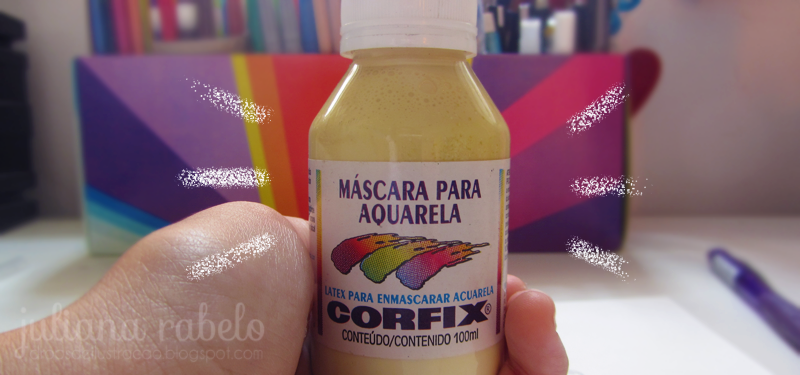 MÁSCARA PARA
AQUARELA
LATEX PARA ENMASCARAR ACUARELA
CORFIX®
CONTEÚDO/CONTENIDO 100ml
juliana rabelo